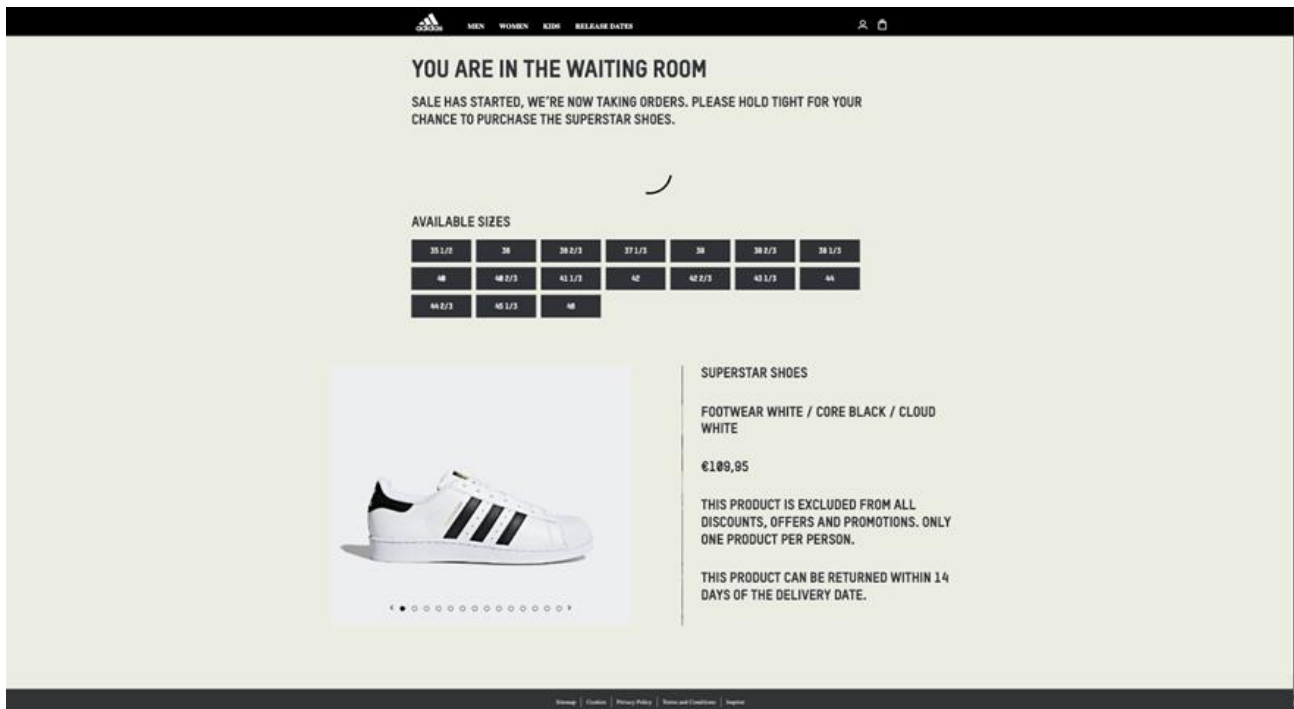 adidas
MEN WOMEN KIDS RELEASE DATES
YOU ARE IN THE WAITING ROOM
SALE HAS STARTED, WE'RE NOW TAKING ORDERS. PLEASE HOLD TIGHT FOR YOUR
CHANCE TO PURCHASE THE SUPERSTAR SHOES.
AVAILABLE SIZES
35 1/2 36 36 2/3 37 1/3 38 38 2/3
40 40 2/3 41 1/3 42 42 2/3 43 1/3 44
44 2/3 45 1/3
SUPERSTAR SHOES
FOOTWEAR WHITE / CORE BLACK / CLOUD
WHITE
€109,95
THIS PRODUCT IS EXCLUDED FROM ALL
DISCOUNTS, OFFERS AND PROMOTIONS. ONLY
ONE PRODUCT PER PERSON.
THIS PRODUCT CAN BE RETURNED WITHIN 14
DAYS OF THE DELIVERY DATE.
Sitemap | Cookies | Privacy Policy | Terms and Conditions | Imprint